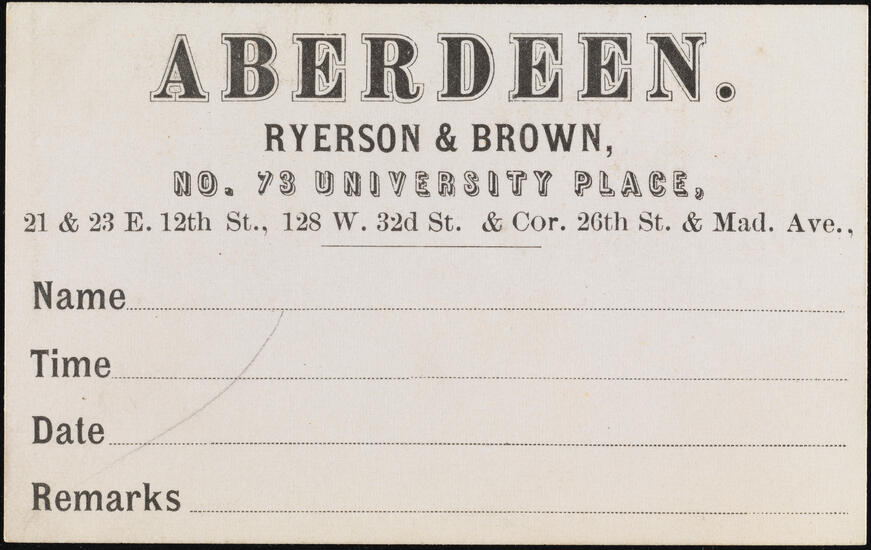 ABERDEEN.
RYERSON & BROWN,
NO. 73 UNIVERSITY PLACE,
21 & 23 E. 12th St., 128 W. 32d St. & Cor. 26th St. & Mad. Ave.,
Name
Time
Date
Remarks